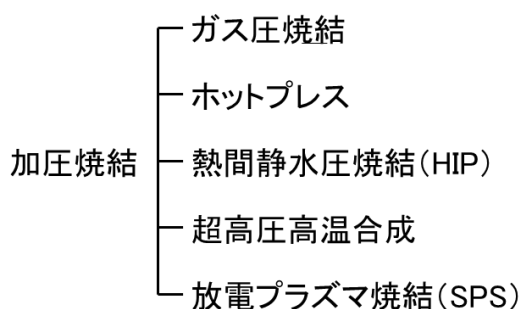 ガス圧焼結
ホットプレス
加圧焼結
熱間静水圧焼結(HIP)
超高圧高温合成
放電プラズマ焼結(SPS)